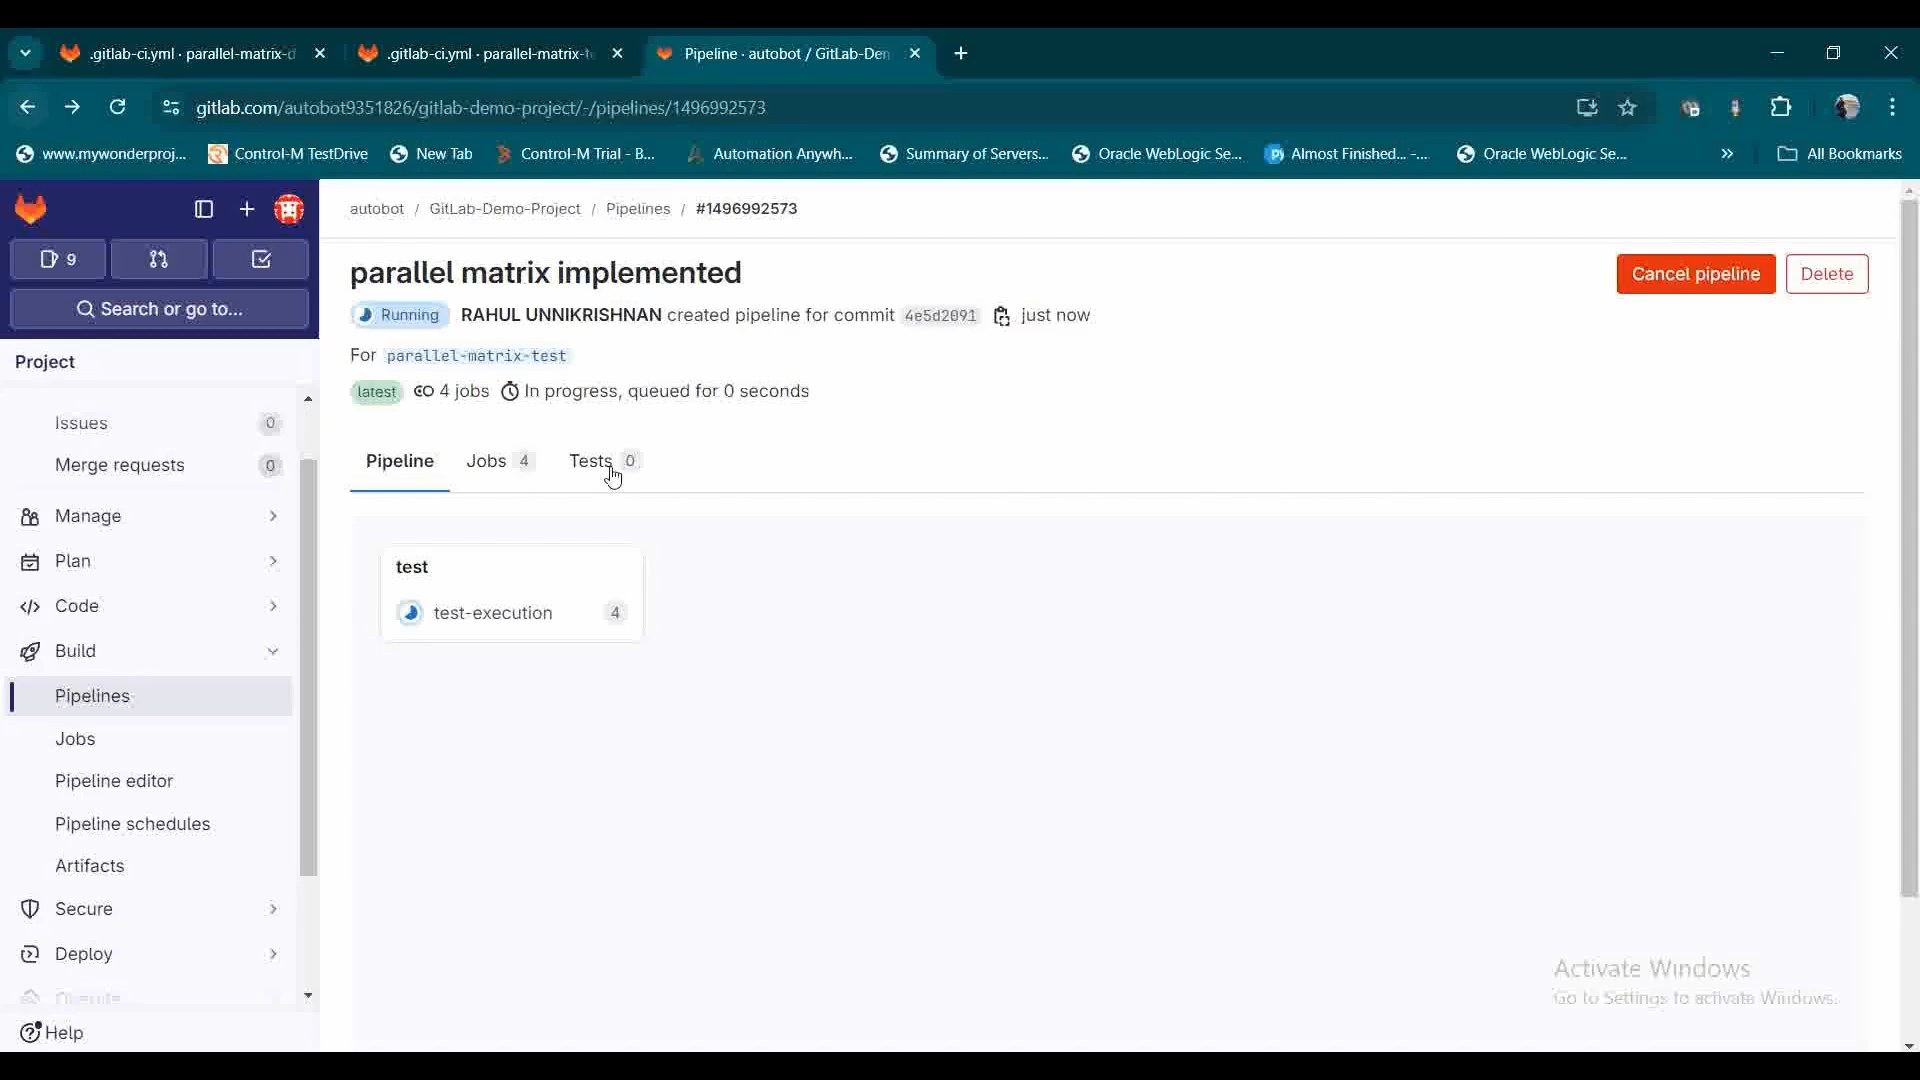 .gitlab-ci.yml · parallel-matrix-d
.gitlab-ci.yml · parallel-matrix-te
Pipeline · autobot / GitLab-Den
gitlab.com/autobot9351826/gitlab-demo-project/-/pipelines/1496992573
www.mywonderproj...
Control-M TestDrive
New Tab
Control-M Trial - B...
Automation Anywh...
Summary of Servers...
Oracle WebLogic Se...
Almost Finished... -...
Oracle WebLogic Se...
All Bookmarks
autobot / GitLab-Demo-Project / Pipelines / #1496992573
9
Search or go to...
Project
Issues 0
Merge requests 0
Manage
Plan
Code
Build
Pipelines
Jobs
Pipeline editor
Pipeline schedules
Artifacts
Secure
Deploy
Operate
Help
parallel matrix implemented
Cancel pipeline
Delete
Running RAHUL UNNIKRISHNAN created pipeline for commit 4e5d2091 just now
For parallel-matrix-test
latest 4 jobs In progress, queued for 0 seconds
Pipeline Jobs 4 Tests 0
test
test-execution 4
Activate Windows
Go to Settings to activate Windows.